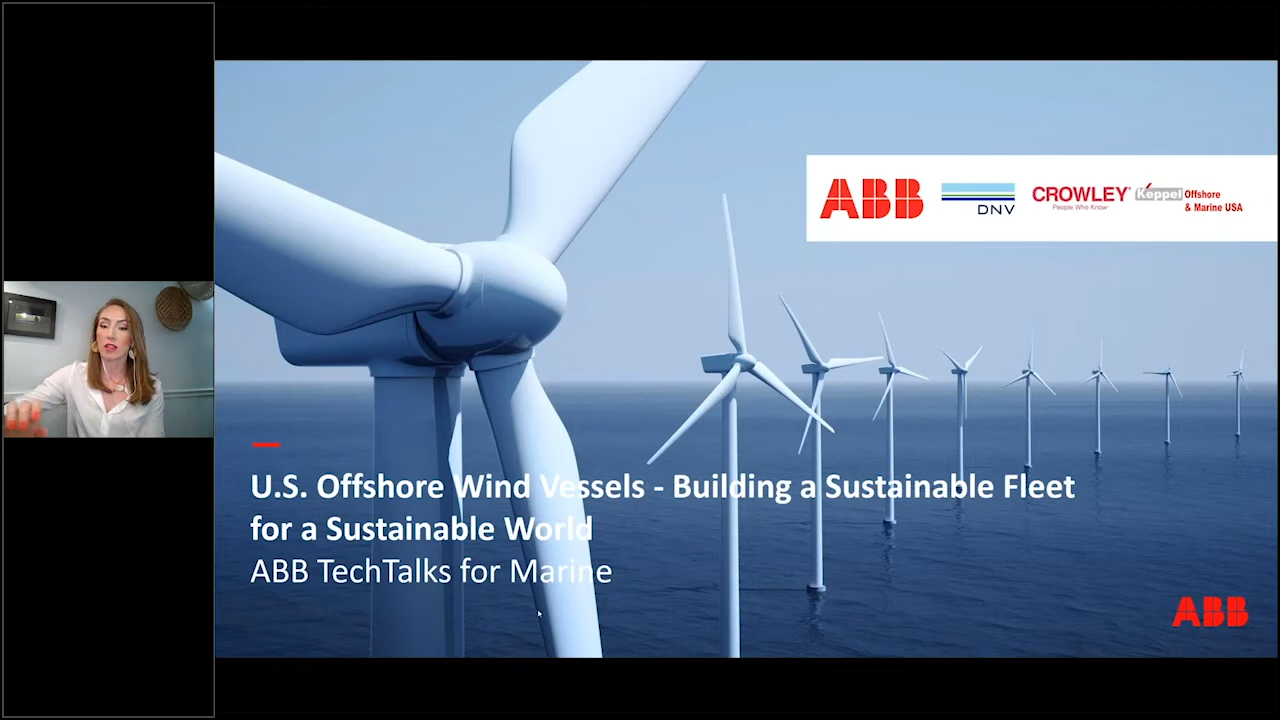 ABB
DNV
CROWLEY
People Who Know
Keppel Offshore
& Marine USA
U.S. Offshore Wind Vessels - Building a Sustainable Fleet
for a Sustainable World
ABB TechTalks for Marine
ABB